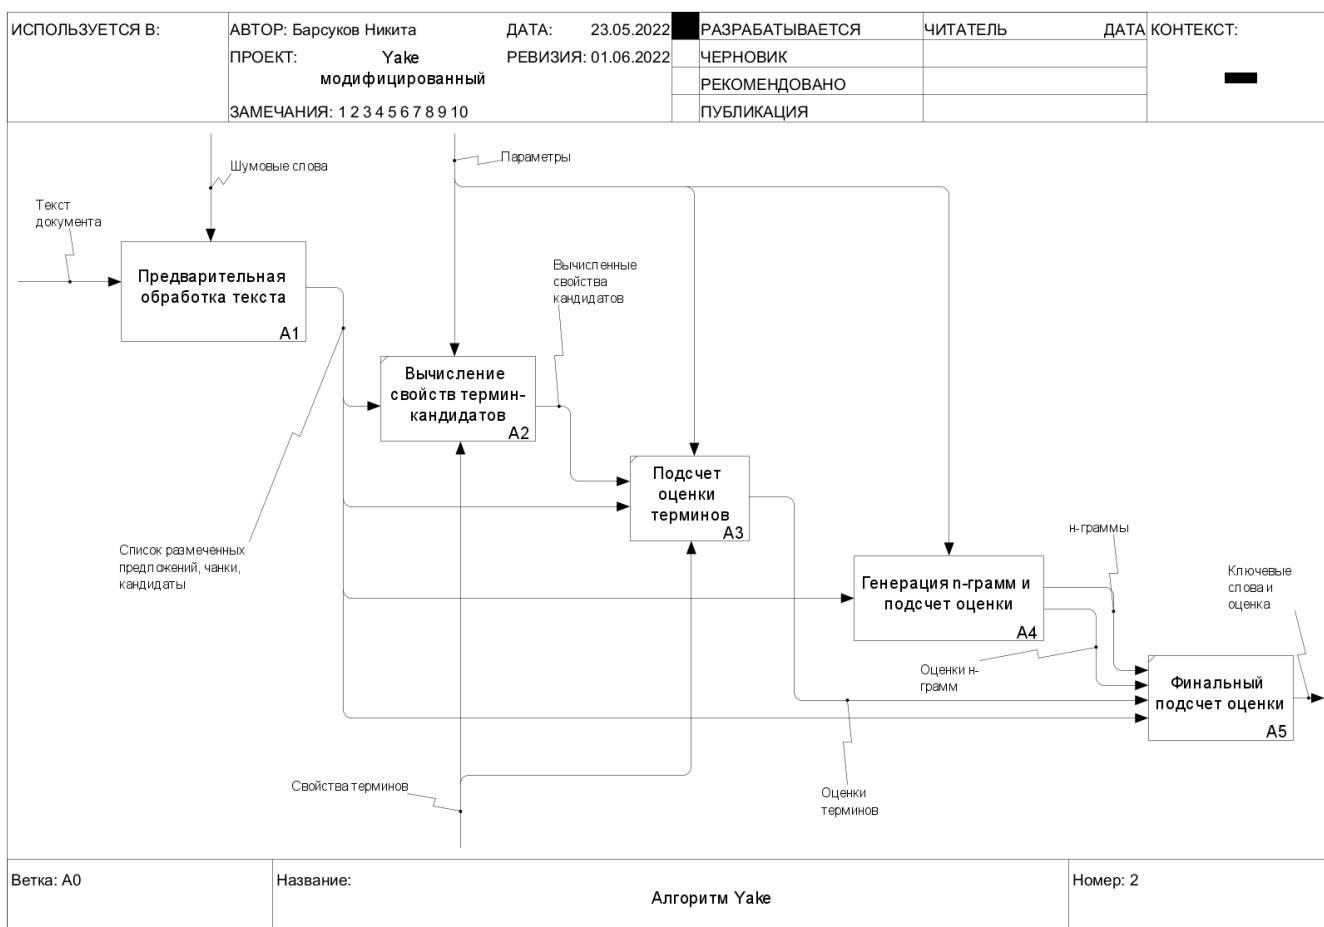 ИСПОЛЬЗУЕТСЯ В:
АВТОР: Барсуков Никита
ДАТА: 23.05.2022
РАЗРАБАТЫВАЕТСЯ
ЧИТАТЕЛЬ
ДАТА
КОНТЕКСТ:
ПРОЕКТ: Yake
модифицированный
РЕВИЗИЯ: 01.06.2022
ЧЕРНОВИК
РЕКОМЕНДОВАНО
ЗАМЕЧАНИЯ: 1 2 3 4 5 6 7 8 9 10
ПУБЛИКАЦИЯ
Шумовые слова
Параметры
Текст
документа
Предварительная
обработка текста
A1
Вычисленные
свойства
кандидатов
Вычисление
свойств термин-
кандидатов
A2
Подсчет
оценки
терминов
A3
Список размеченных
предложений, чанки,
кандидаты
н-граммы
Генерация n-грамм и
подсчет оценки
A4
Ключевые
слова и
оценка
Оценки н-
грамм
Финальный
подсчет оценки
A5
Свойства терминов
Оценки
терминов
Ветка: A0
Название:
Алгоритм Yake
Номер: 2